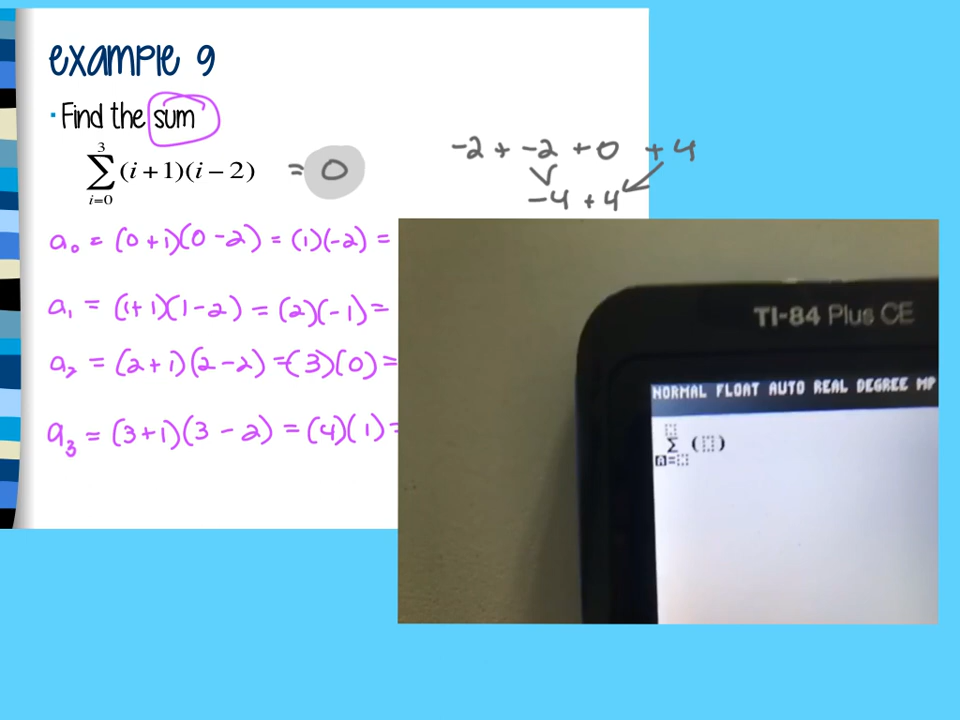 example 9
· Find the sum
3
∑ (i + 1)(i − 2) = 0
i=0
-2 + -2 + 0 + 4
-4 + 4
a₀ = (0+1)(0-2) = (1)(-2) =
a₁ = (1+1)(1-2) = (2)(-1) =
a₂ = (2+1)(2-2) = (3)(0) =
a₃ = (3+1)(3-2) = (4)(1) =
TI-84 Plus CE
NORMAL FLOAT AUTO REAL DEGREE MP
∑ (⬚)
A=⬚